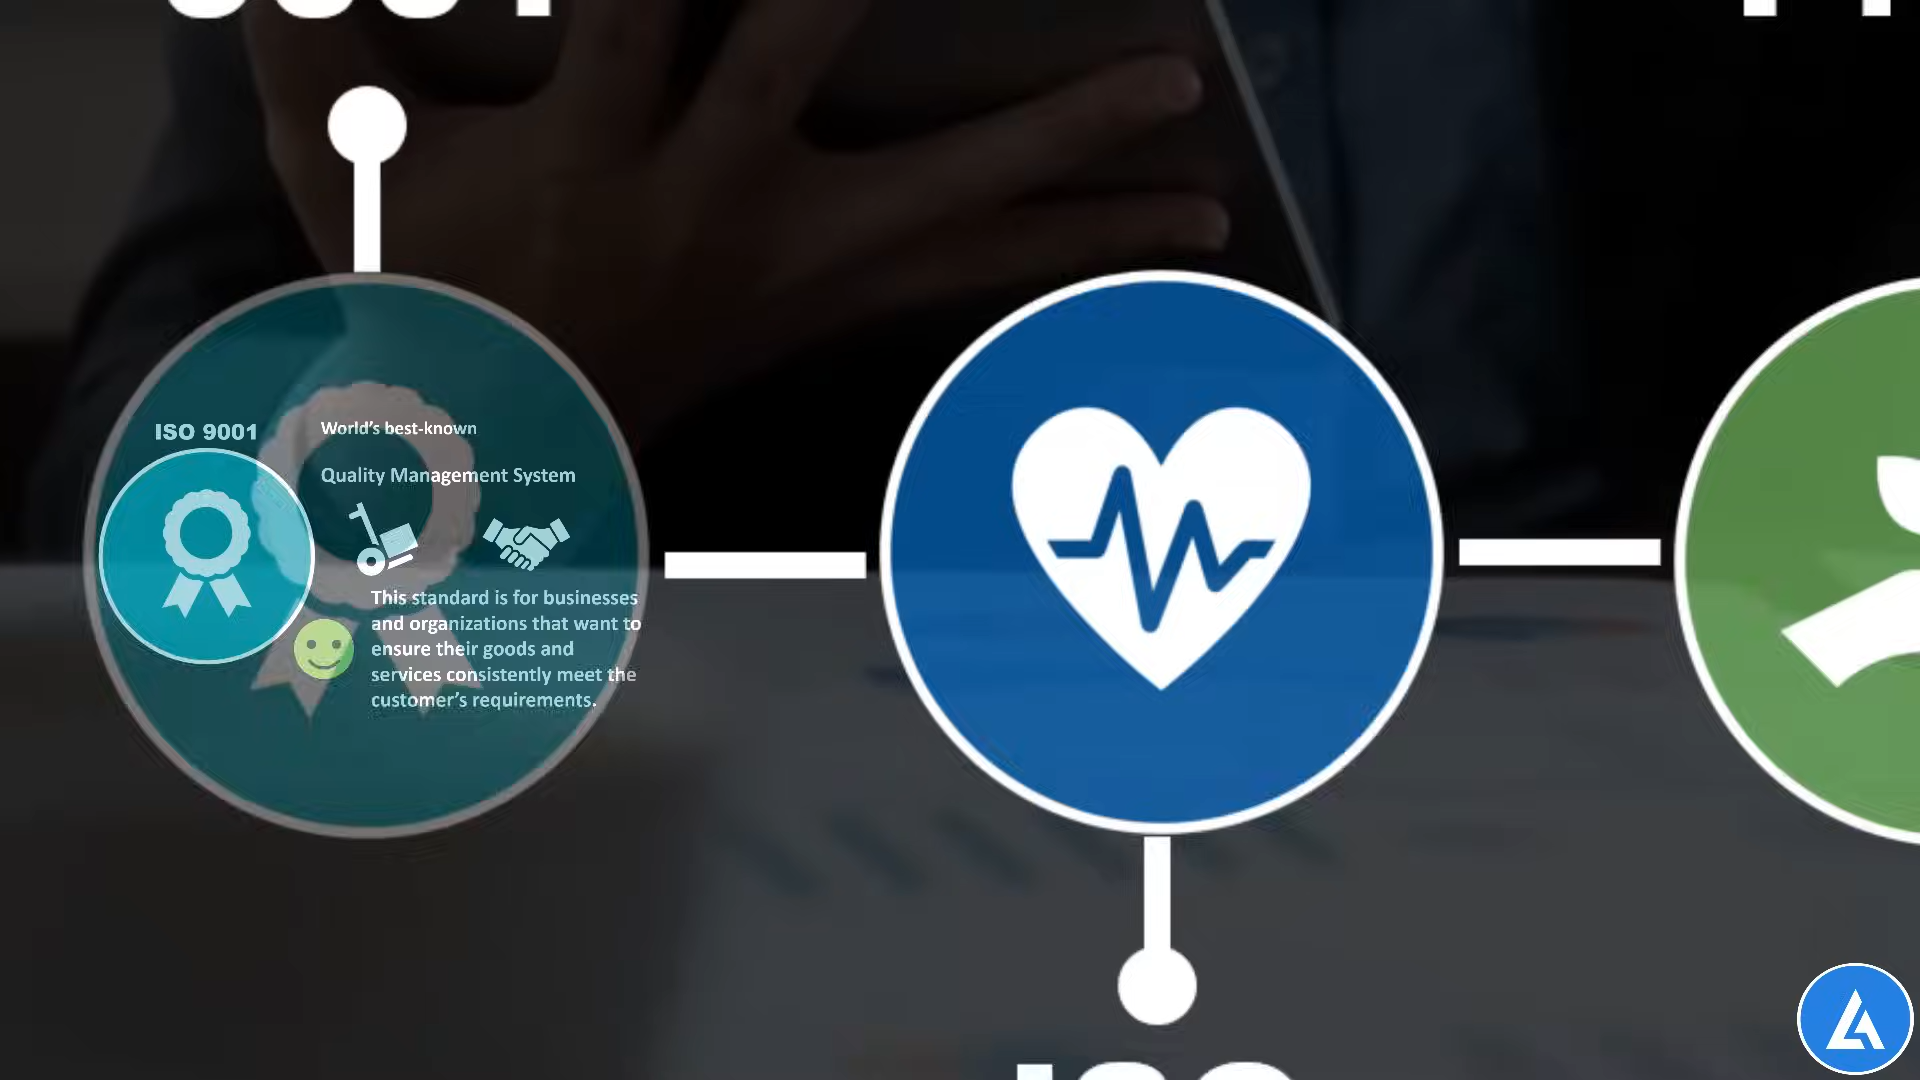 ISO 9001
World's best-known
Quality Management System
This standard is for businesses
and organizations that want to
ensure their goods and
services consistently meet the
customer's requirements.